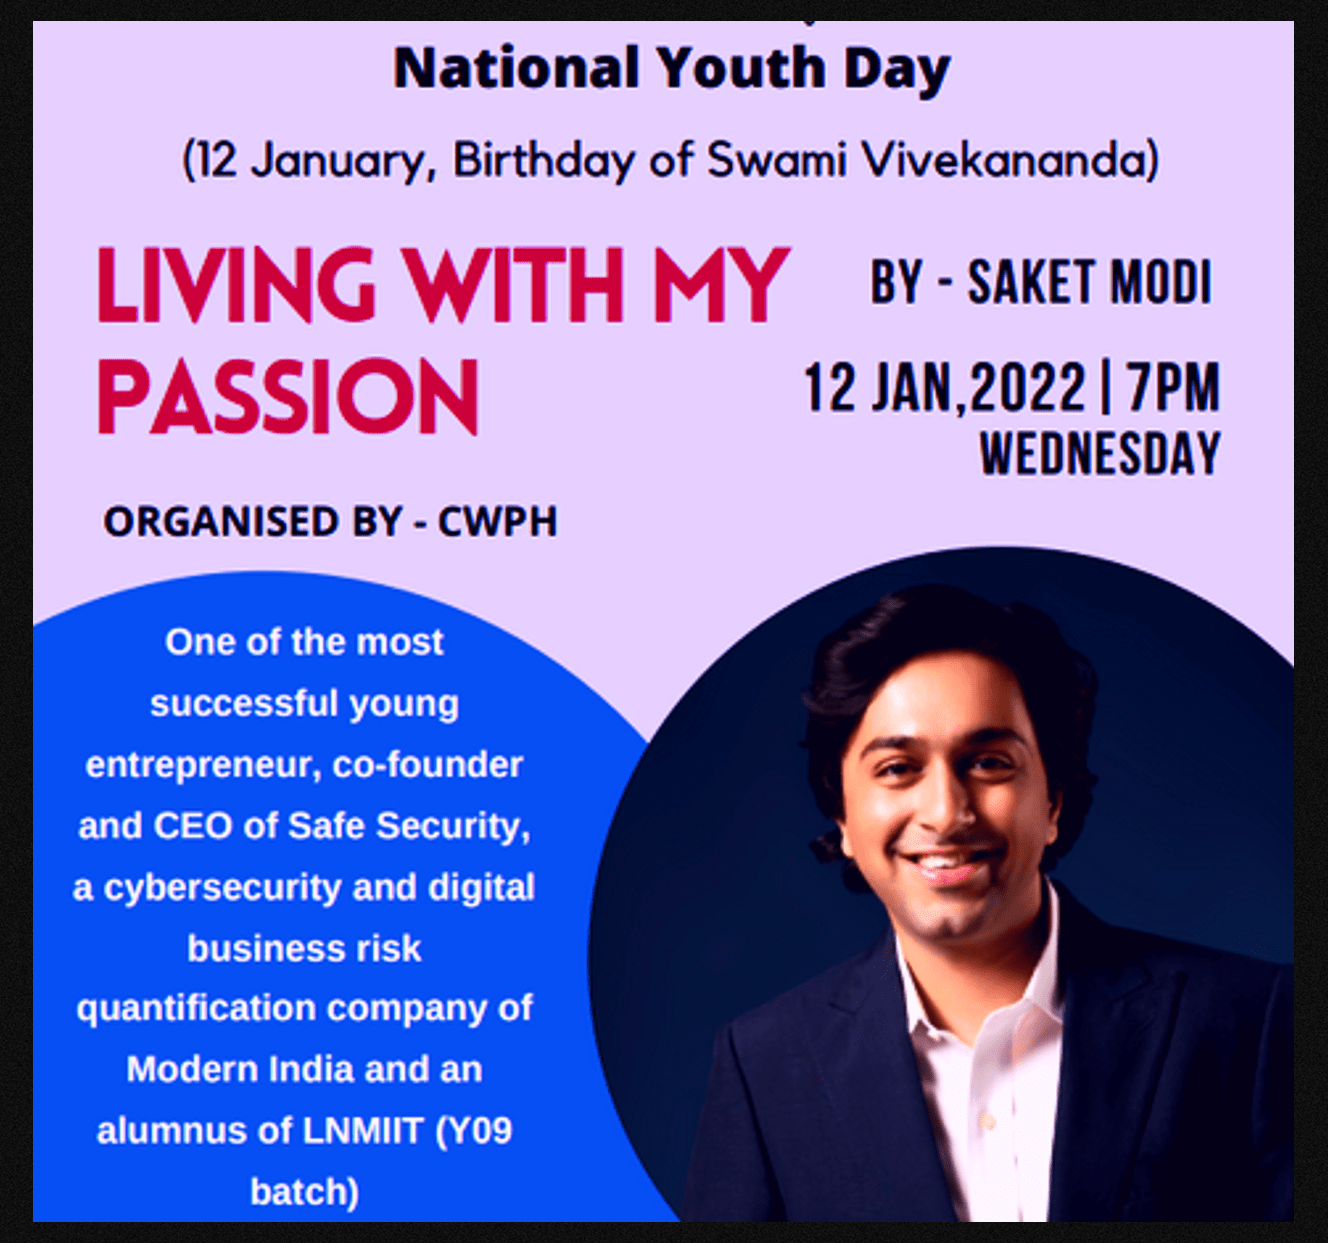 National Youth Day
(12 January, Birthday of Swami Vivekananda)
LIVING WITH MY
PASSION
BY - SAKET MODI
12 JAN,2022 | 7PM
WEDNESDAY
ORGANISED BY - CWPH
One of the most
successful young
entrepreneur, co-founder
and CEO of Safe Security,
a cybersecurity and digital
business risk
quantification company of
Modern India and an
alumnus of LNMIIT (Y09
batch)